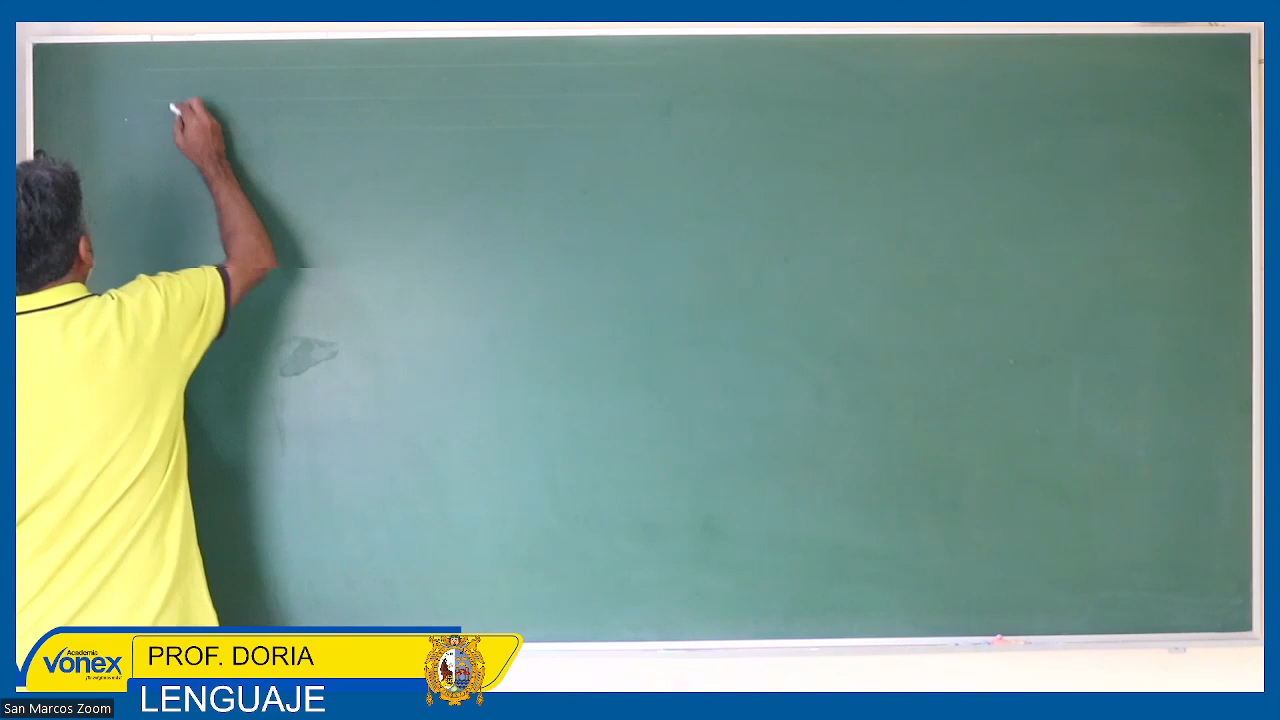 Academia
vonex
PROF. DORIA
LENGUAJE
San Marcos Zoom